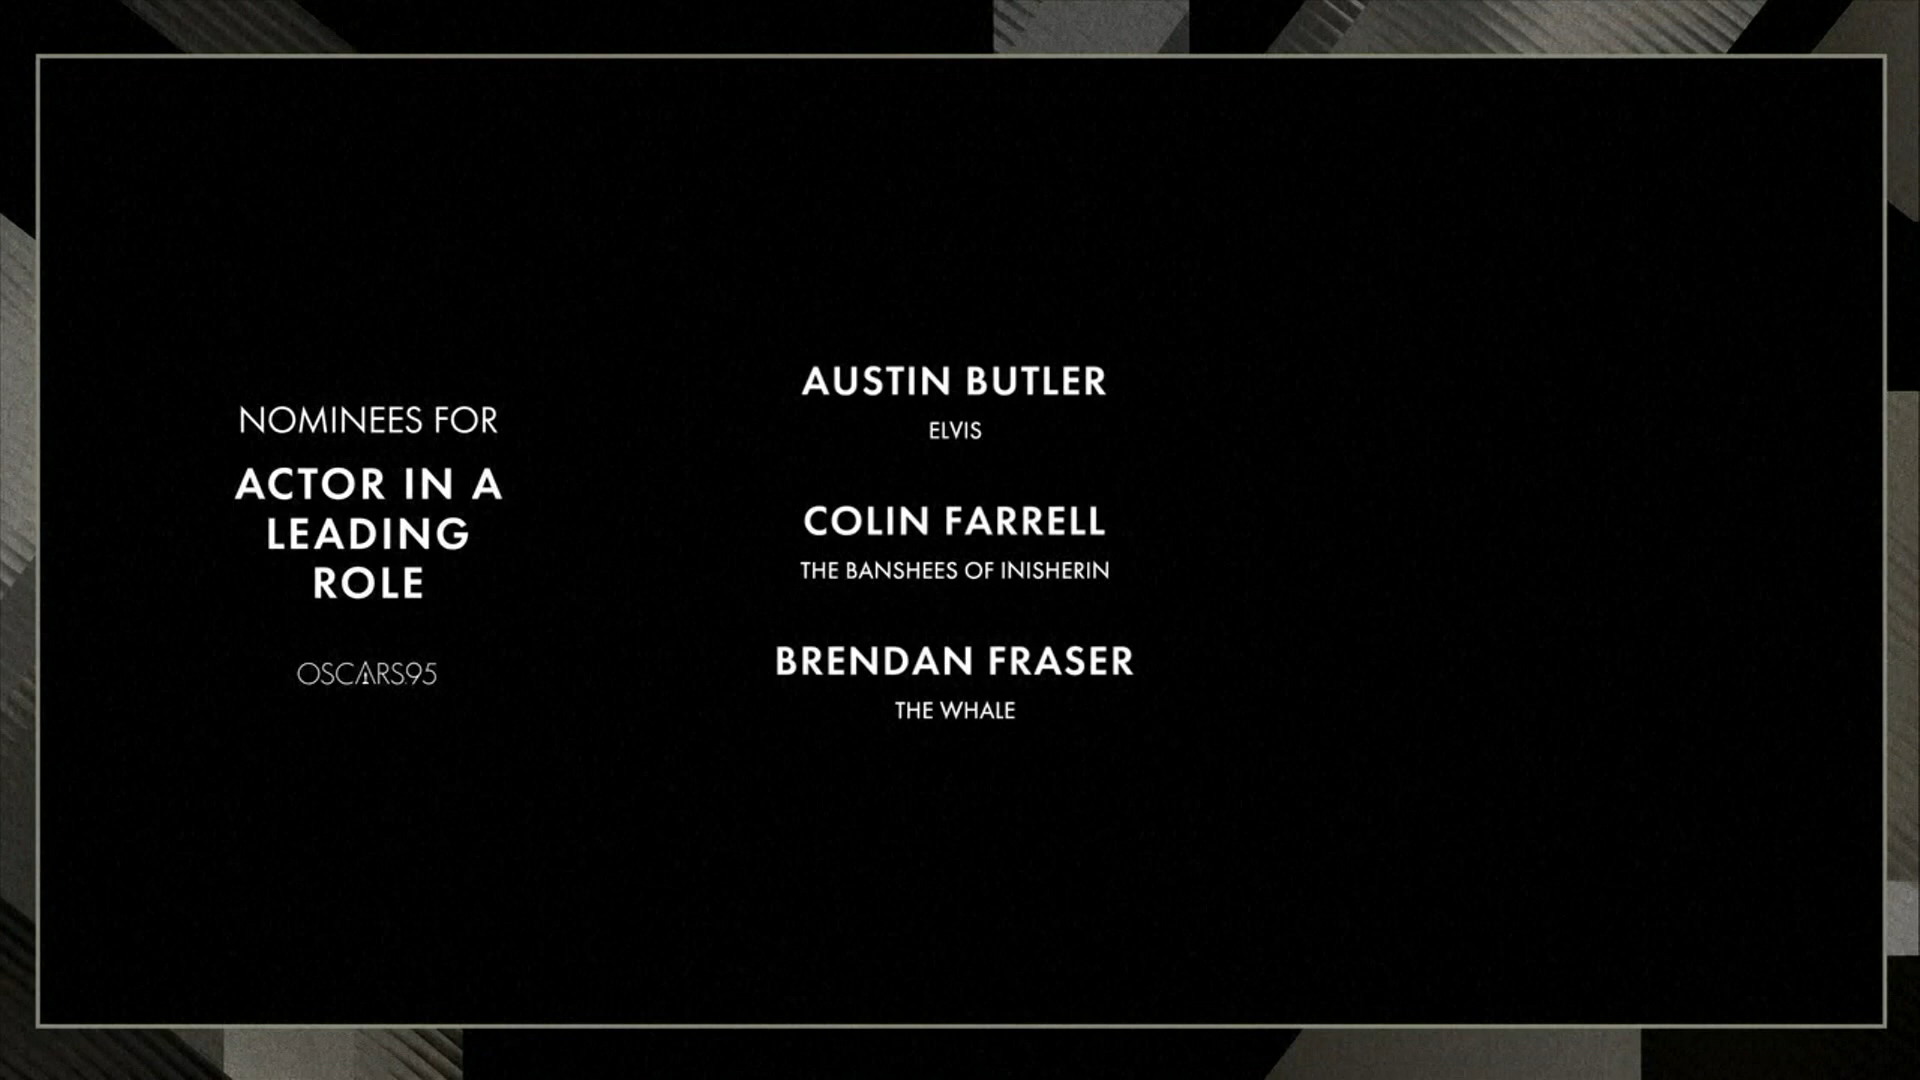 NOMINEES FOR
ACTOR IN A
LEADING
ROLE
OSCARS95
AUSTIN BUTLER
ELVIS
COLIN FARRELL
THE BANSHEES OF INISHERIN
BRENDAN FRASER
THE WHALE